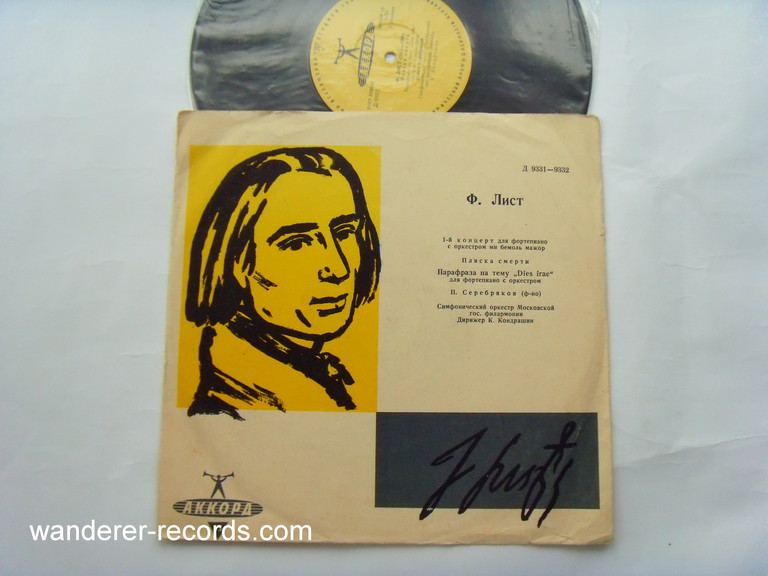 АККОРД
Д 9331—9332
Ф. Лист
1-й концерт для фортепиано
с оркестром ми бемоль мажор
Пляска смерти
Парафраза на тему „Dies irae“
для фортепиано с оркестром
П. Серебряков (ф-но)
Симфонический оркестр Московской
гос. филармонии
Дирижер К. Кондрашин
АККОРД
wanderer-records.com